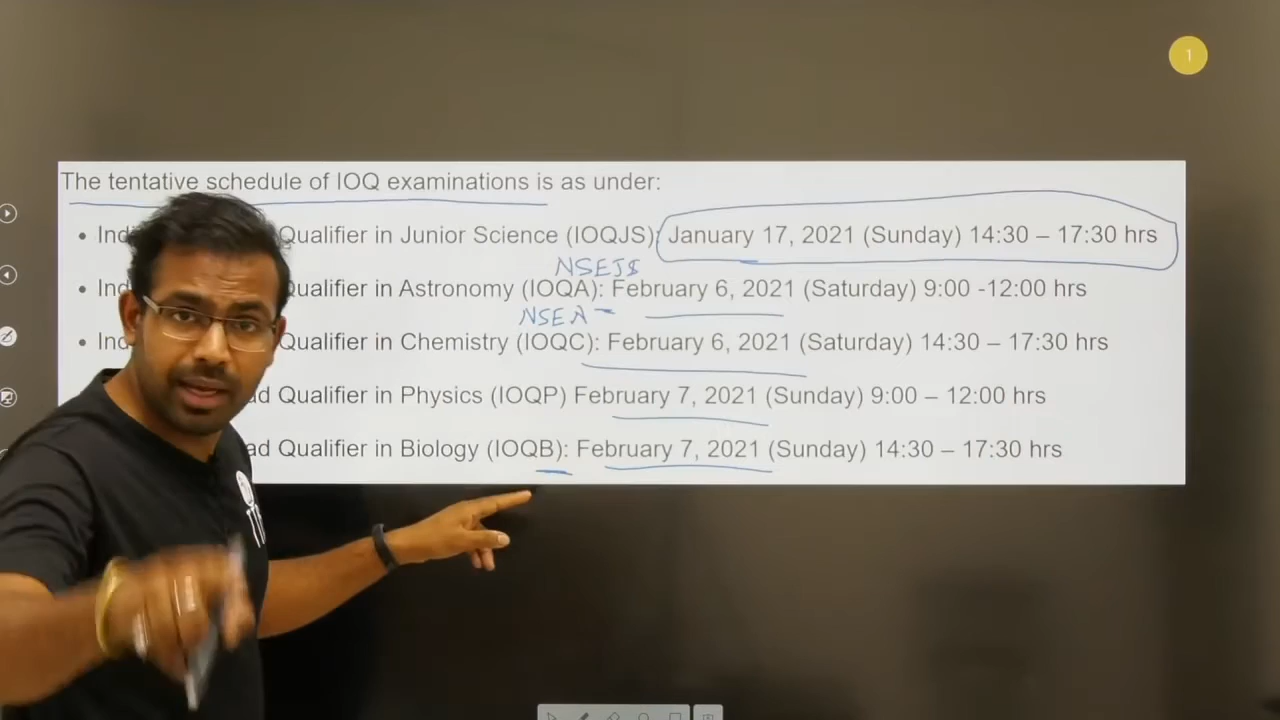 1
The tentative schedule of IOQ examinations is as under:
Qualifier in Junior Science (IOQJS): January 17, 2021 (Sunday) 14:30 – 17:30 hrs
NSEJS
Qualifier in Astronomy (IOQA): February 6, 2021 (Saturday) 9:00 -12:00 hrs
NSEA
Qualifier in Chemistry (IOQC): February 6, 2021 (Saturday) 14:30 – 17:30 hrs
Qualifier in Physics (IOQP) February 7, 2021 (Sunday) 9:00 – 12:00 hrs
Qualifier in Biology (IOQB): February 7, 2021 (Sunday) 14:30 – 17:30 hrs